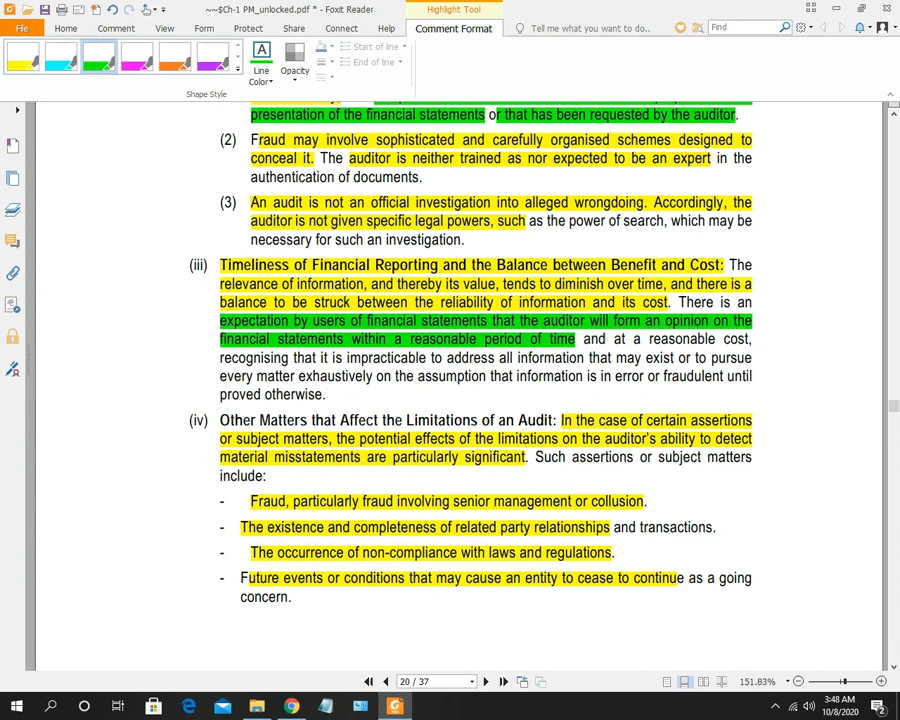 ~~$Ch-1 PM_unlocked.pdf * - Foxit Reader
Highlight Tool
File Home Comment View Form Protect Share Connect Help Comment Format Tell me what you want to do.. Find
Line Color Opacity Start of line End of line
Shape Style
presentation of the financial statements or that has been requested by the auditor.
(2) Fraud may involve sophisticated and carefully organised schemes designed to
conceal it. The auditor is neither trained as nor expected to be an expert in the
authentication of documents.
(3) An audit is not an official investigation into alleged wrongdoing. Accordingly, the
auditor is not given specific legal powers, such as the power of search, which may be
necessary for such an investigation.
(iii) Timeliness of Financial Reporting and the Balance between Benefit and Cost: The
relevance of information, and thereby its value, tends to diminish over time, and there is a
balance to be struck between the reliability of information and its cost. There is an
expectation by users of financial statements that the auditor will form an opinion on the
financial statements within a reasonable period of time and at a reasonable cost,
recognising that it is impracticable to address all information that may exist or to pursue
every matter exhaustively on the assumption that information is in error or fraudulent until
proved otherwise.
(iv) Other Matters that Affect the Limitations of an Audit: In the case of certain assertions
or subject matters, the potential effects of the limitations on the auditor's ability to detect
material misstatements are particularly significant. Such assertions or subject matters
include:
- Fraud, particularly fraud involving senior management or collusion.
- The existence and completeness of related party relationships and transactions.
- The occurrence of non-compliance with laws and regulations.
- Future events or conditions that may cause an entity to cease to continue as a going
concern.
20 / 37
151.83%
3:48 AM
10/8/2020
2